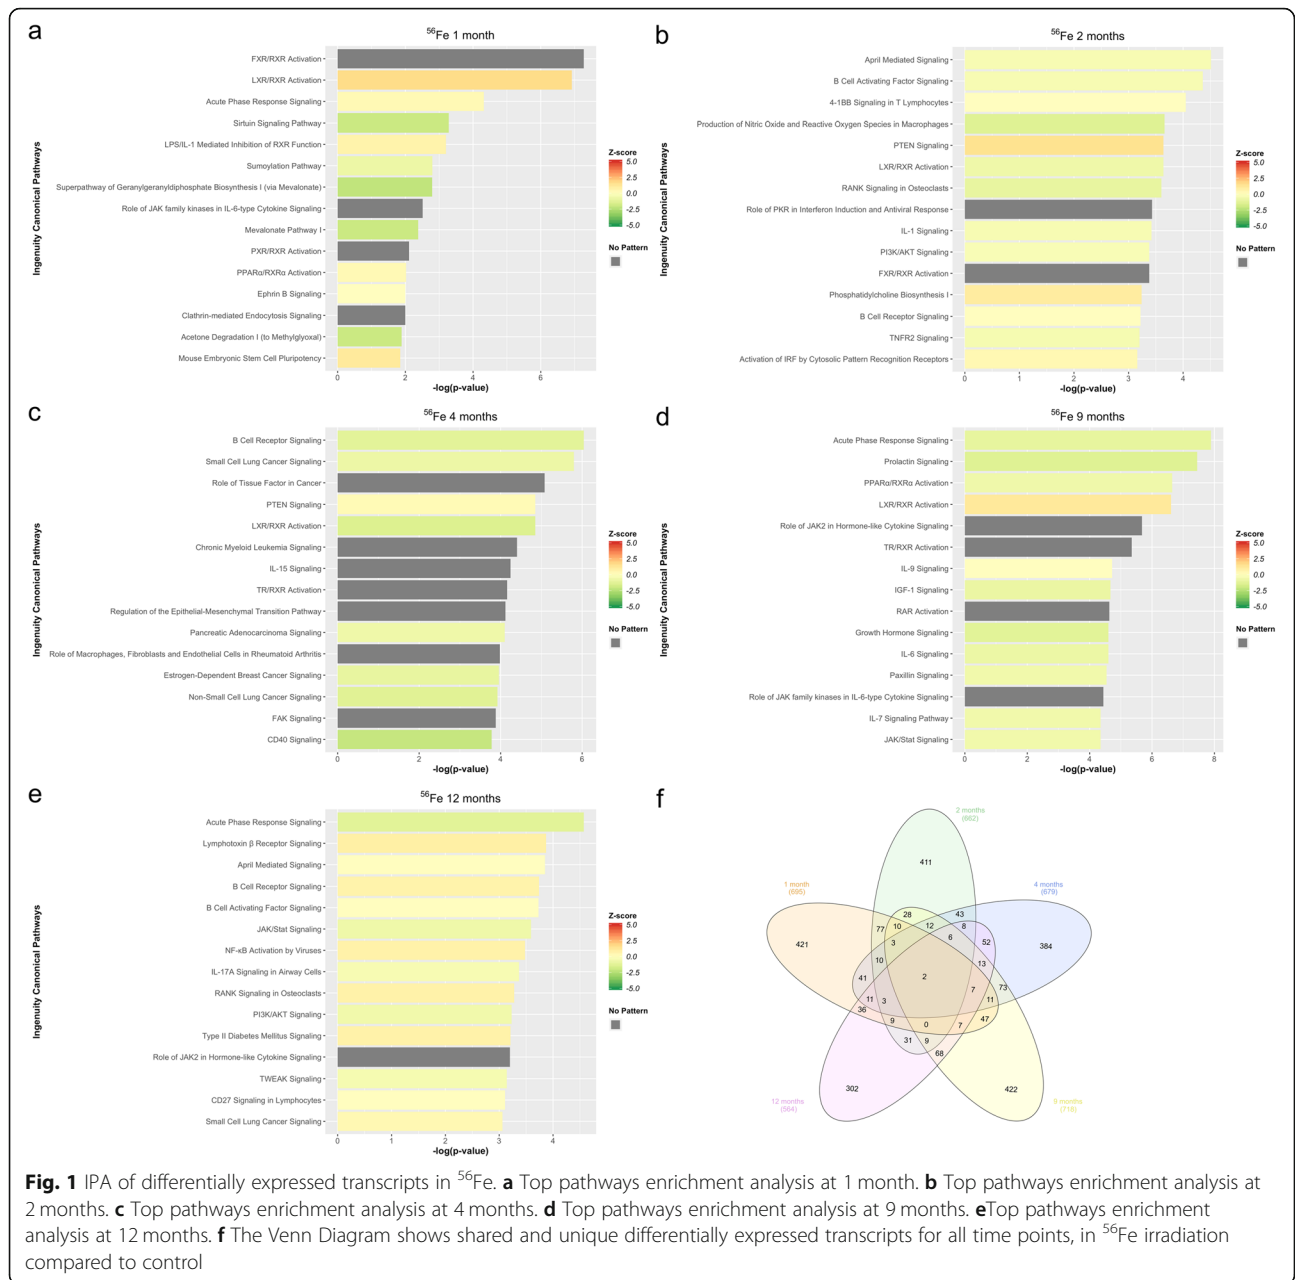 a
⁵⁶Fe 1 month
Ingenuity Canonical Pathways
FXR/RXR Activation
LXR/RXR Activation
Acute Phase Response Signaling
Sirtuin Signaling Pathway
LPS/IL-1 Mediated Inhibition of RXR Function
Sumoylation Pathway
Superpathway of Geranylgeranyldiphosphate Biosynthesis I (via Mevalonate)
Role of JAK family kinases in IL-6-type Cytokine Signaling
Mevalonate Pathway I
PXR/RXR Activation
PPARα/RXRα Activation
Ephrin B Signaling
Clathrin-mediated Endocytosis Signaling
Acetone Degradation I (to Methylglyoxal)
Mouse Embryonic Stem Cell Pluripotency
0 2 4 6
-log(p-value)
Z-score
5.0
2.5
0.0
-2.5
-5.0
No Pattern
b
⁵⁶Fe 2 months
Ingenuity Canonical Pathways
April Mediated Signaling
B Cell Activating Factor Signaling
4-1BB Signaling in T Lymphocytes
Production of Nitric Oxide and Reactive Oxygen Species in Macrophages
PTEN Signaling
LXR/RXR Activation
RANK Signaling in Osteoclasts
Role of PKR in Interferon Induction and Antiviral Response
IL-1 Signaling
PI3K/AKT Signaling
FXR/RXR Activation
Phosphatidylcholine Biosynthesis I
B Cell Receptor Signaling
TNFR2 Signaling
Activation of IRF by Cytosolic Pattern Recognition Receptors
0 1 2 3 4
-log(p-value)
Z-score
5.0
2.5
0.0
-2.5
-5.0
No Pattern
c
⁵⁶Fe 4 months
Ingenuity Canonical Pathways
B Cell Receptor Signaling
Small Cell Lung Cancer Signaling
Role of Tissue Factor in Cancer
PTEN Signaling
LXR/RXR Activation
Chronic Myeloid Leukemia Signaling
IL-15 Signaling
TR/RXR Activation
Regulation of the Epithelial-Mesenchymal Transition Pathway
Pancreatic Adenocarcinoma Signaling
Role of Macrophages, Fibroblasts and Endothelial Cells in Rheumatoid Arthritis
Estrogen-Dependent Breast Cancer Signaling
Non-Small Cell Lung Cancer Signaling
FAK Signaling
CD40 Signaling
0 2 4 6
-log(p-value)
Z-score
5.0
2.5
0.0
-2.5
-5.0
No Pattern
d
⁵⁶Fe 9 months
Ingenuity Canonical Pathways
Acute Phase Response Signaling
Prolactin Signaling
PPARα/RXRα Activation
LXR/RXR Activation
Role of JAK2 in Hormone-like Cytokine Signaling
TR/RXR Activation
IL-9 Signaling
IGF-1 Signaling
RAR Activation
Growth Hormone Signaling
IL-6 Signaling
Paxillin Signaling
Role of JAK family kinases in IL-6-type Cytokine Signaling
IL-7 Signaling Pathway
JAK/Stat Signaling
0 2 4 6 8
-log(p-value)
Z-score
5.0
2.5
0.0
-2.5
-5.0
No Pattern
e
⁵⁶Fe 12 months
Ingenuity Canonical Pathways
Acute Phase Response Signaling
Lymphotoxin β Receptor Signaling
April Mediated Signaling
B Cell Receptor Signaling
B Cell Activating Factor Signaling
JAK/Stat Signaling
NF-κB Activation by Viruses
IL-17A Signaling in Airway Cells
RANK Signaling in Osteoclasts
PI3K/AKT Signaling
Type II Diabetes Mellitus Signaling
Role of JAK2 in Hormone-like Cytokine Signaling
TWEAK Signaling
CD27 Signaling in Lymphocytes
Small Cell Lung Cancer Signaling
0 1 2 3 4
-log(p-value)
Z-score
5.0
2.5
0.0
-2.5
-5.0
No Pattern
f
2 months
(662)
411
1 month
(695)
4 months
(679)
28 43
77 10 12 8
421 3 6 52 384
10 13
41 2
11 3 7 73
36 11
9 0 7 47
31 9
68
302 422
12 months
(564)
9 months
(718)
Fig. 1 IPA of differentially expressed transcripts in ⁵⁶Fe. a Top pathways enrichment analysis at 1 month. b Top pathways enrichment analysis at
2 months. c Top pathways enrichment analysis at 4 months. d Top pathways enrichment analysis at 9 months. eTop pathways enrichment
analysis at 12 months. f The Venn Diagram shows shared and unique differentially expressed transcripts for all time points, in ⁵⁶Fe irradiation
compared to control